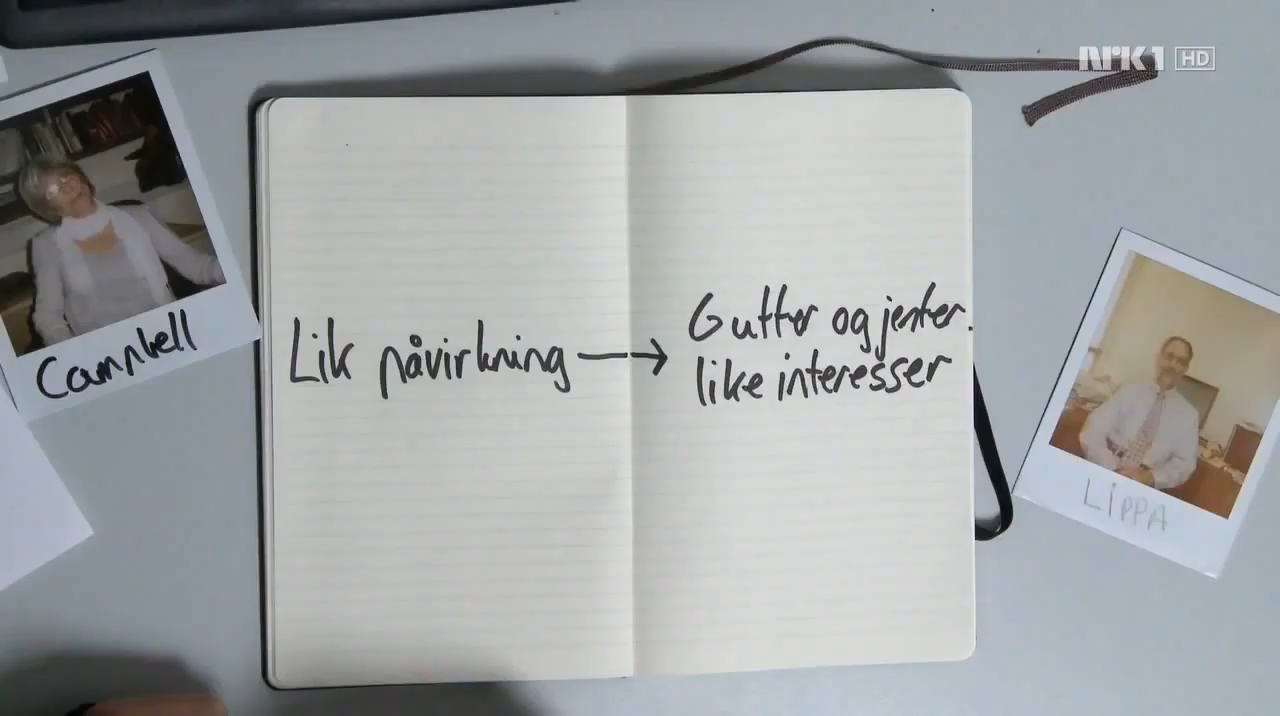 NRK1 HD
Campbell
Lik påvirkning → Gutter og jenter.
like interesser
LiPPA